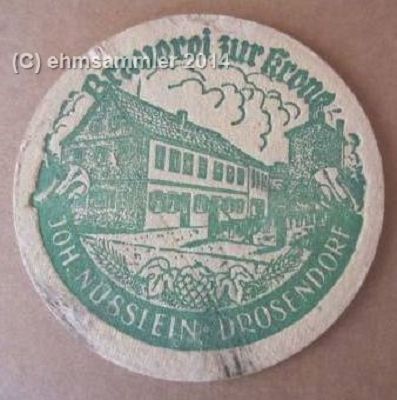 (C) ehmsammler 2014
Brauerei zur Krone
JOH. NÜSSLEIN · DROSENDORF